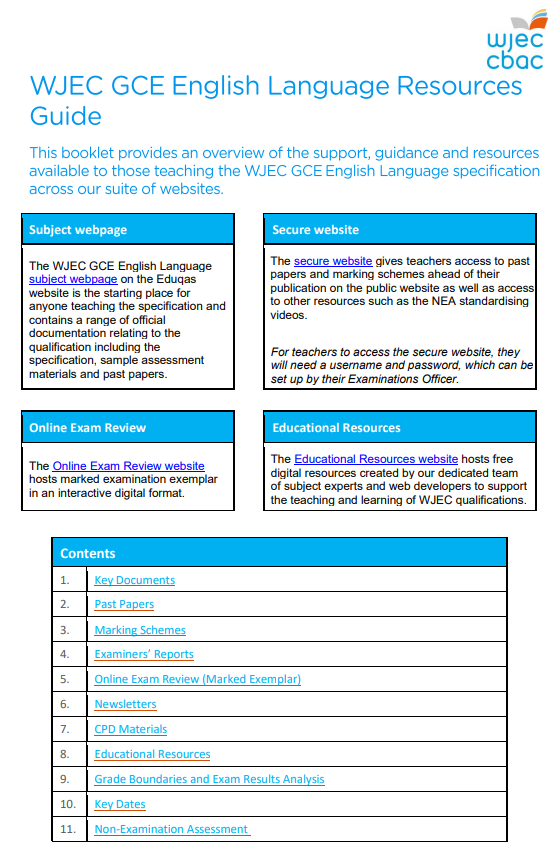 wjec
cbac
WJEC GCE English Language Resources
Guide
This booklet provides an overview of the support, guidance and resources
available to those teaching the WJEC GCE English Language specification
across our suite of websites.
Subject webpage
The WJEC GCE English Language
subject webpage on the Eduqas
website is the starting place for
anyone teaching the specification and
contains a range of official
documentation relating to the
qualification including the
specification, sample assessment
materials and past papers.
Secure website
The secure website gives teachers access to past
papers and marking schemes ahead of their
publication on the public website as well as access
to other resources such as the NEA standardising
videos.
For teachers to access the secure website, they
will need a username and password, which can be
set up by their Examinations Officer.
Online Exam Review
The Online Exam Review website
hosts marked examination exemplar
in an interactive digital format.
Educational Resources
The Educational Resources website hosts free
digital resources created by our dedicated team
of subject experts and web developers to support
the teaching and learning of WJEC qualifications.
Contents
1. Key Documents
2. Past Papers
3. Marking Schemes
4. Examiners’ Reports
5. Online Exam Review (Marked Exemplar)
6. Newsletters
7. CPD Materials
8. Educational Resources
9. Grade Boundaries and Exam Results Analysis
10. Key Dates
11. Non-Examination Assessment